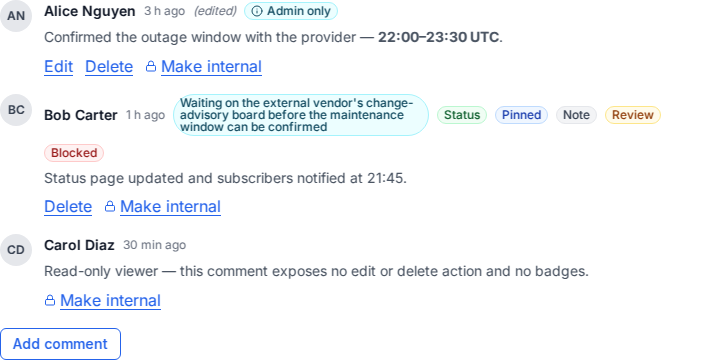 AN Alice Nguyen 3 h ago (edited) Admin only
Confirmed the outage window with the provider — 22:00–23:30 UTC.
Edit Delete Make internal
BC Bob Carter 1 h ago Waiting on the external vendor's change-
advisory board before the maintenance
window can be confirmed
Status Pinned Note Review
Blocked
Status page updated and subscribers notified at 21:45.
Delete Make internal
CD Carol Diaz 30 min ago
Read-only viewer — this comment exposes no edit or delete action and no badges.
Make internal
Add comment